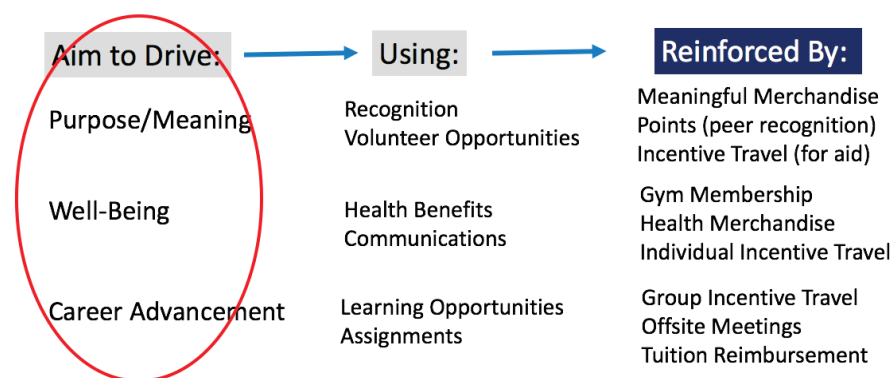 Aim to Drive:
Using:
Reinforced By:
Purpose/Meaning
Recognition
Volunteer Opportunities
Meaningful Merchandise
Points (peer recognition)
Incentive Travel (for aid)
Well-Being
Health Benefits
Communications
Gym Membership
Health Merchandise
Individual Incentive Travel
Career Advancement
Learning Opportunities
Assignments
Group Incentive Travel
Offsite Meetings
Tuition Reimbursement